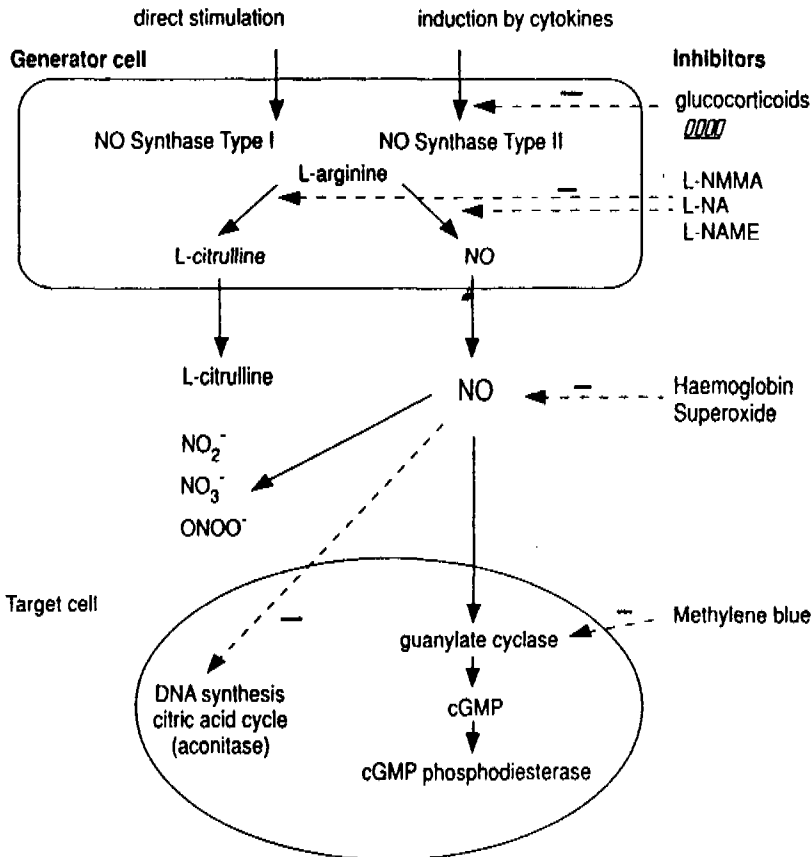 direct stimulation
induction by cytokines
Generator cell
Inhibitors
glucocorticoids
NO Synthase Type I
NO Synthase Type II
L-arginine
L-NMMA
L-NA
L-NAME
L-citrulline
NO
L-citrulline
NO
Haemoglobin
Superoxide
NO₂⁻
NO₃⁻
ONOO⁻
Target cell
Methylene blue
guanylate cyclase
DNA synthesis
citric acid cycle
(aconitase)
cGMP
cGMP phosphodiesterase